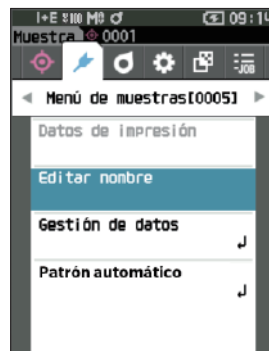 I+E M0 09:14
Muestra 0001
-JOB
Menú de muestras[0005]
Datos de impresión
Editar nombre
Gestión de datos
Patrón automático